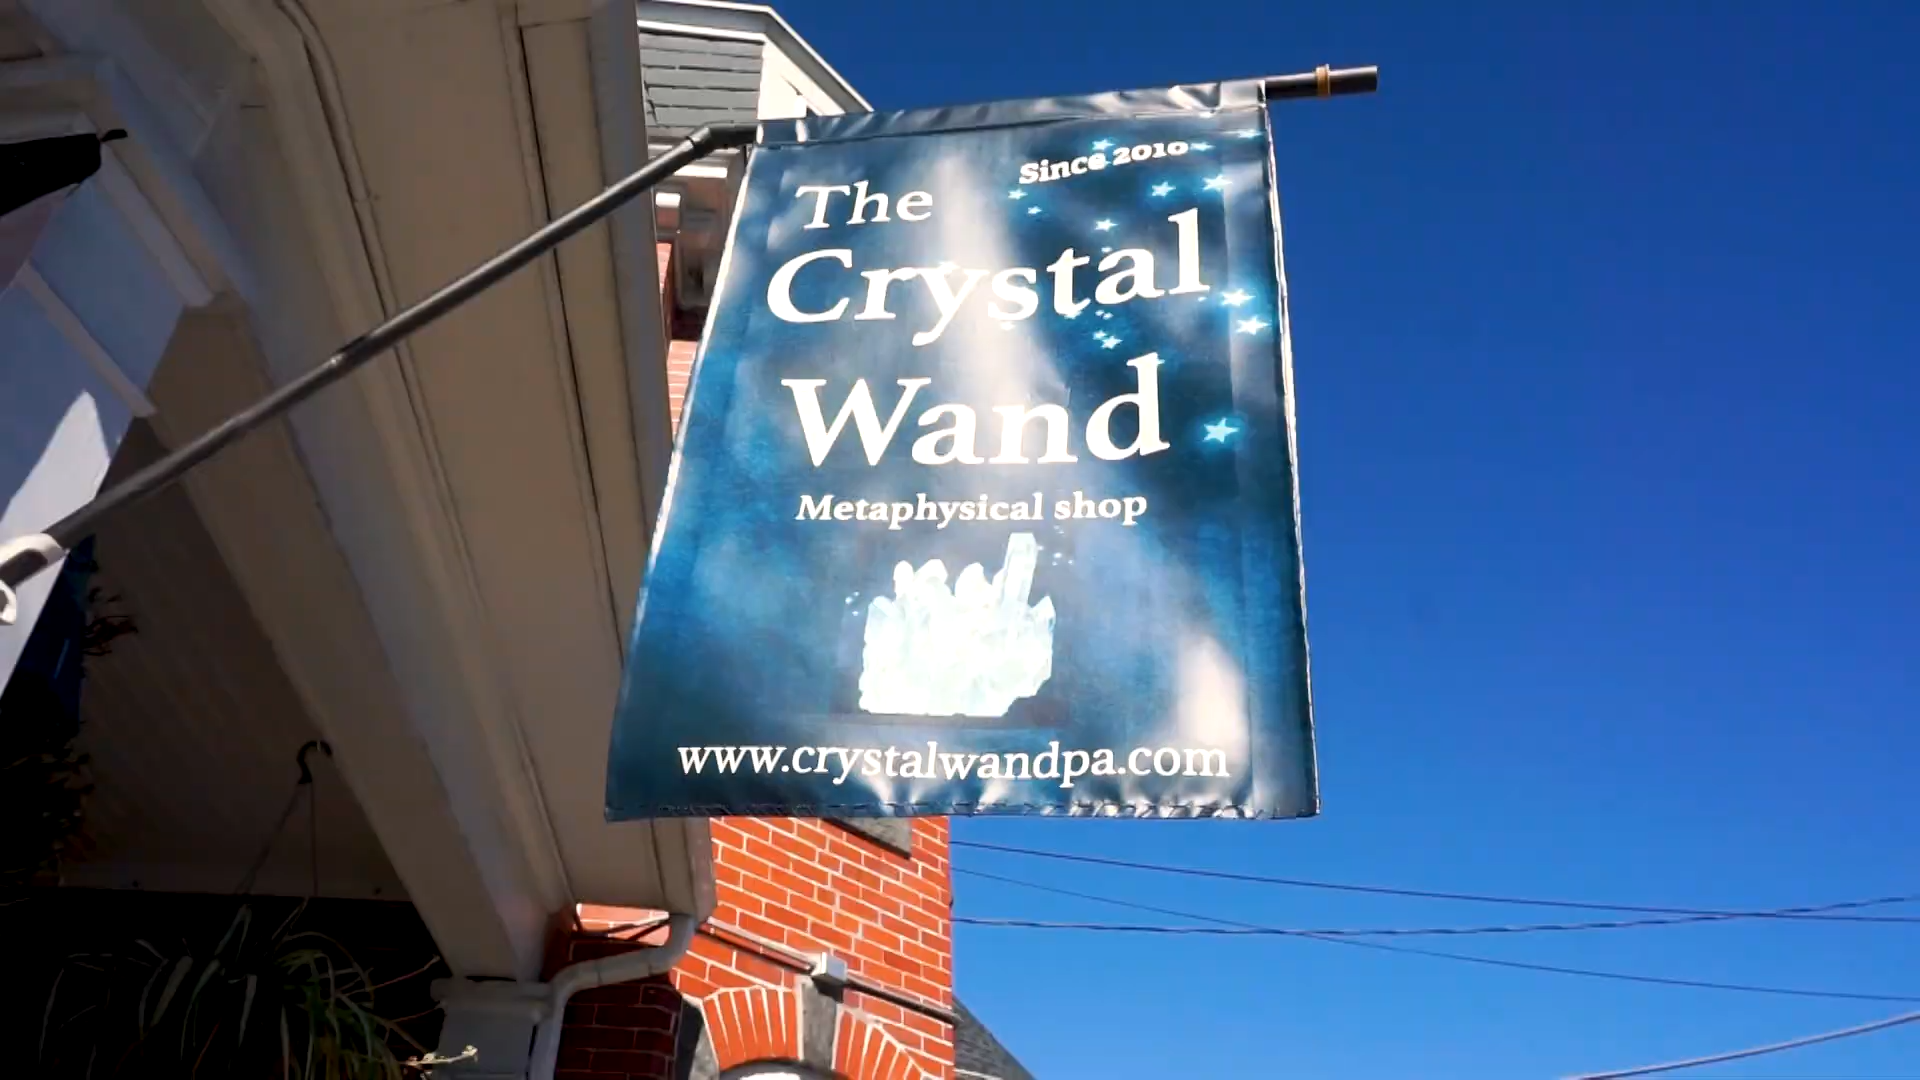 Since 2010
The
Crystal
Wand
Metaphysical shop
www.crystalwandpa.com